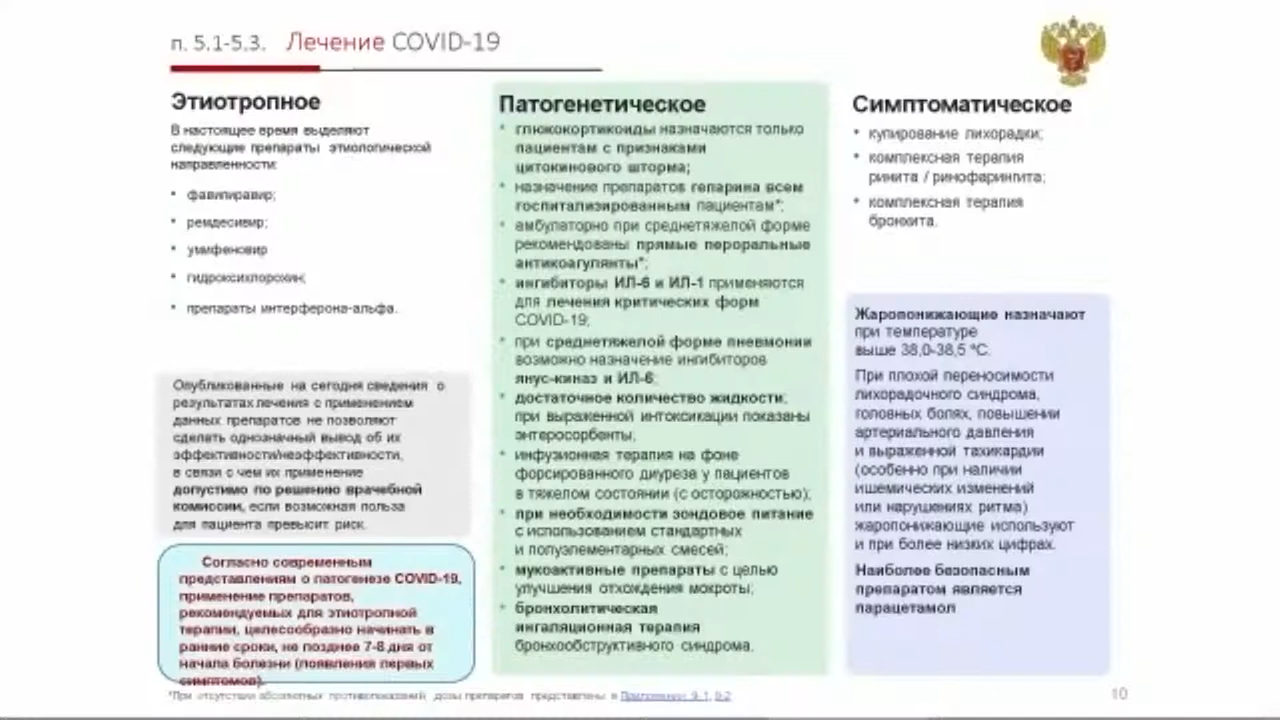 п. 5.1-5.3. Лечение COVID-19
Этиотропное
В настоящее время выделяют
следующие препараты этиологической
направленности:
• фавипиравир;
• ремдесивир;
• умифеновир
• гидроксихлорохин;
• препараты интерферона-альфа.
Опубликованные на сегодня сведения о
результатах лечения с применением
данных препаратов не позволяют
сделать однозначный вывод об их
эффективности/неэффективности,
в связи с чем их применение
допустимо по решению врачебной
комиссии, если возможная польза
для пациента превысит риск.
Согласно современным
представлениям о патогенезе COVID-19,
применение препаратов,
рекомендуемых для этиотропной
терапии, целесообразно начинать в
ранние сроки, не позднее 7-8 дня от
начала болезни (появления первых
симптомов).
Патогенетическое
• глюкокортикоиды назначаются только
пациентам с признаками
цитокинового шторма;
• назначение препаратов гепарина всем
госпитализированным пациентам*;
• амбулаторно при среднетяжелой форме
рекомендованы прямые пероральные
антикоагулянты*;
• ингибиторы ИЛ-6 и ИЛ-1 применяются
для лечения критических форм
COVID-19;
• при среднетяжелой форме пневмонии
возможно назначение ингибиторов
янус-киназ и ИЛ-6;
• достаточное количество жидкости;
при выраженной интоксикации показаны
энтеросорбенты;
• инфузионная терапия на фоне
форсированного диуреза у пациентов
в тяжелом состоянии (с осторожностью);
• при необходимости зондовое питание
с использованием стандартных
и полуэлементарных смесей;
• мукоактивные препараты с целью
улучшения отхождения мокроты;
• бронхолитическая
ингаляционная терапия
бронхообструктивного синдрома.
Симптоматическое
• купирование лихорадки;
• комплексная терапия
ринита / ринофарингита;
• комплексная терапия
бронхита.
Жаропонижающие назначают
при температуре
выше 38,0-38,5 ºС.
При плохой переносимости
лихорадочного синдрома,
головных болях, повышении
артериального давления
и выраженной тахикардии
(особенно при наличии
ишемических изменений
или нарушениях ритма)
жаропонижающие используют
и при более низких цифрах.
Наиболее безопасным
препаратом является
парацетамол
*При отсутствии абсолютных противопоказаний дозы препаратов представлены в Приложении 9-1, 9-2
10